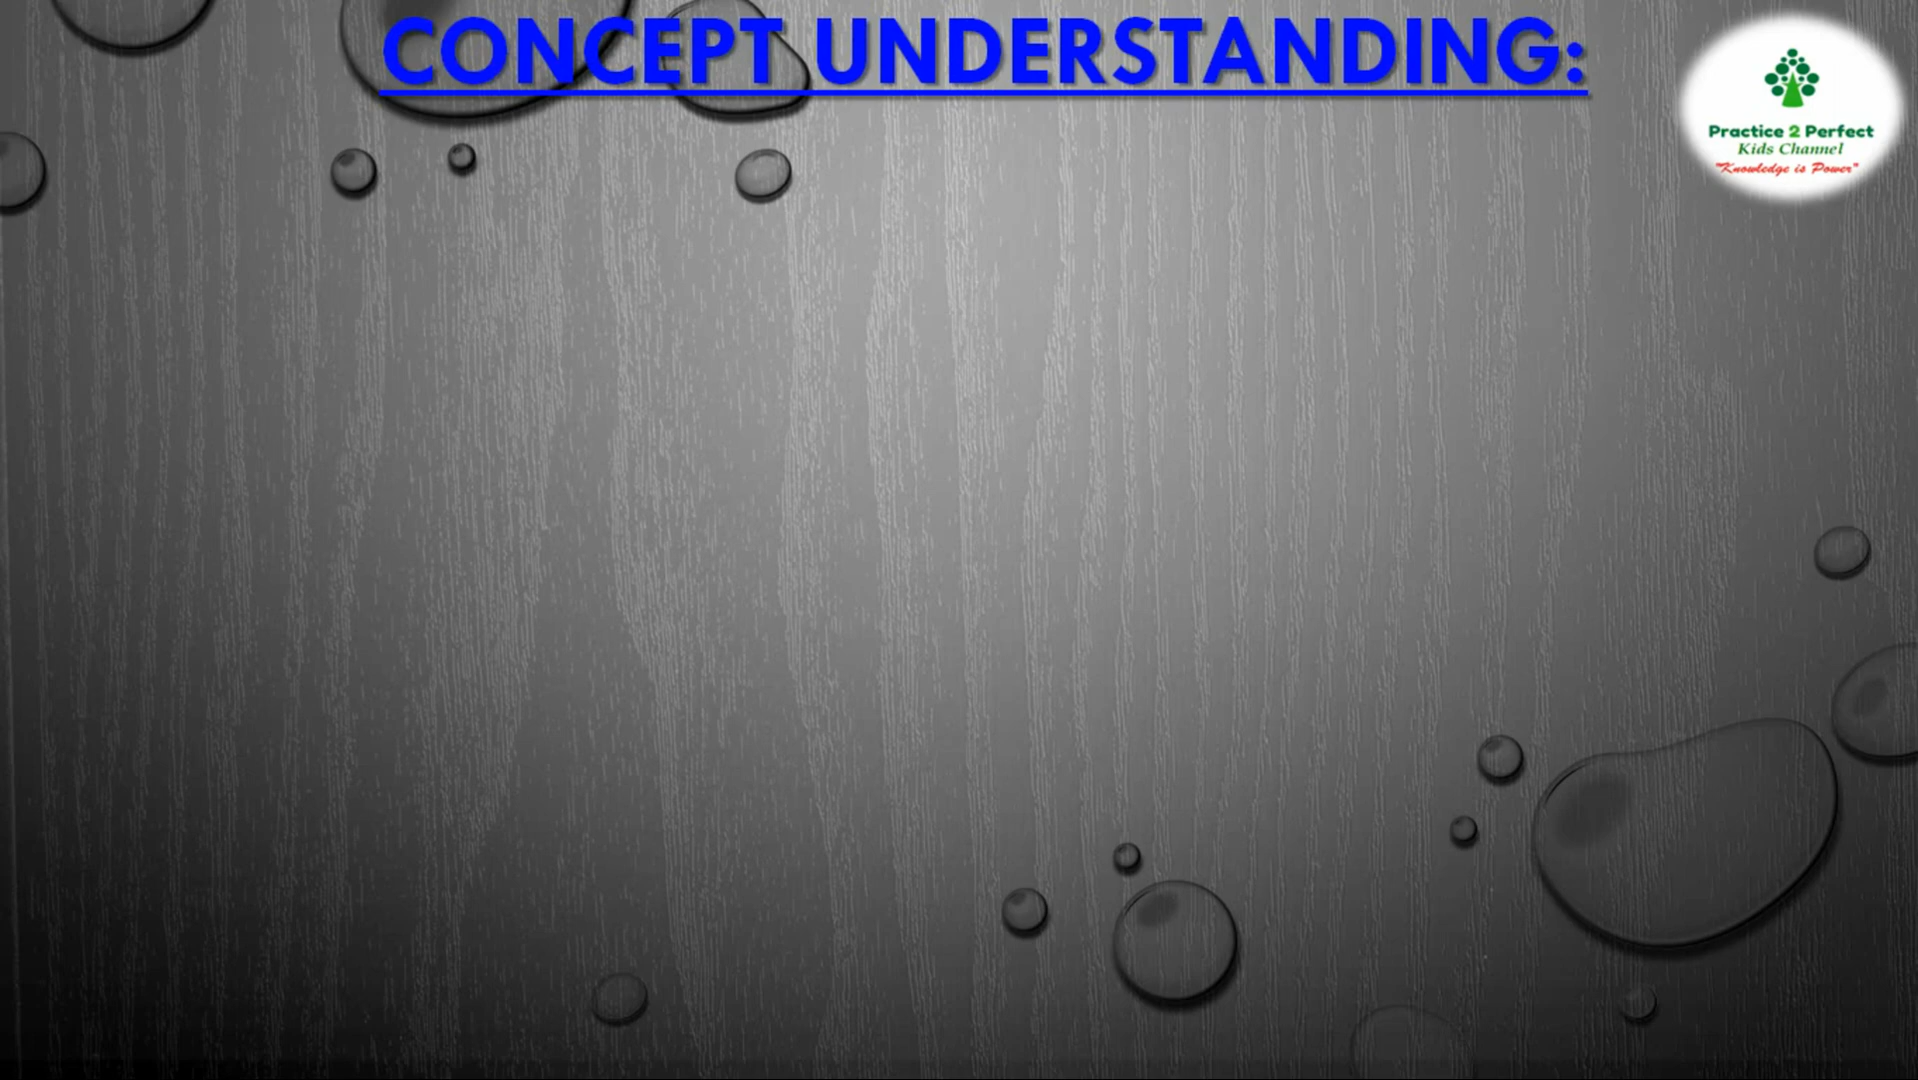 CONCEPT UNDERSTANDING:
Practice 2 Perfect
Kids Channel
"Knowledge is Power"